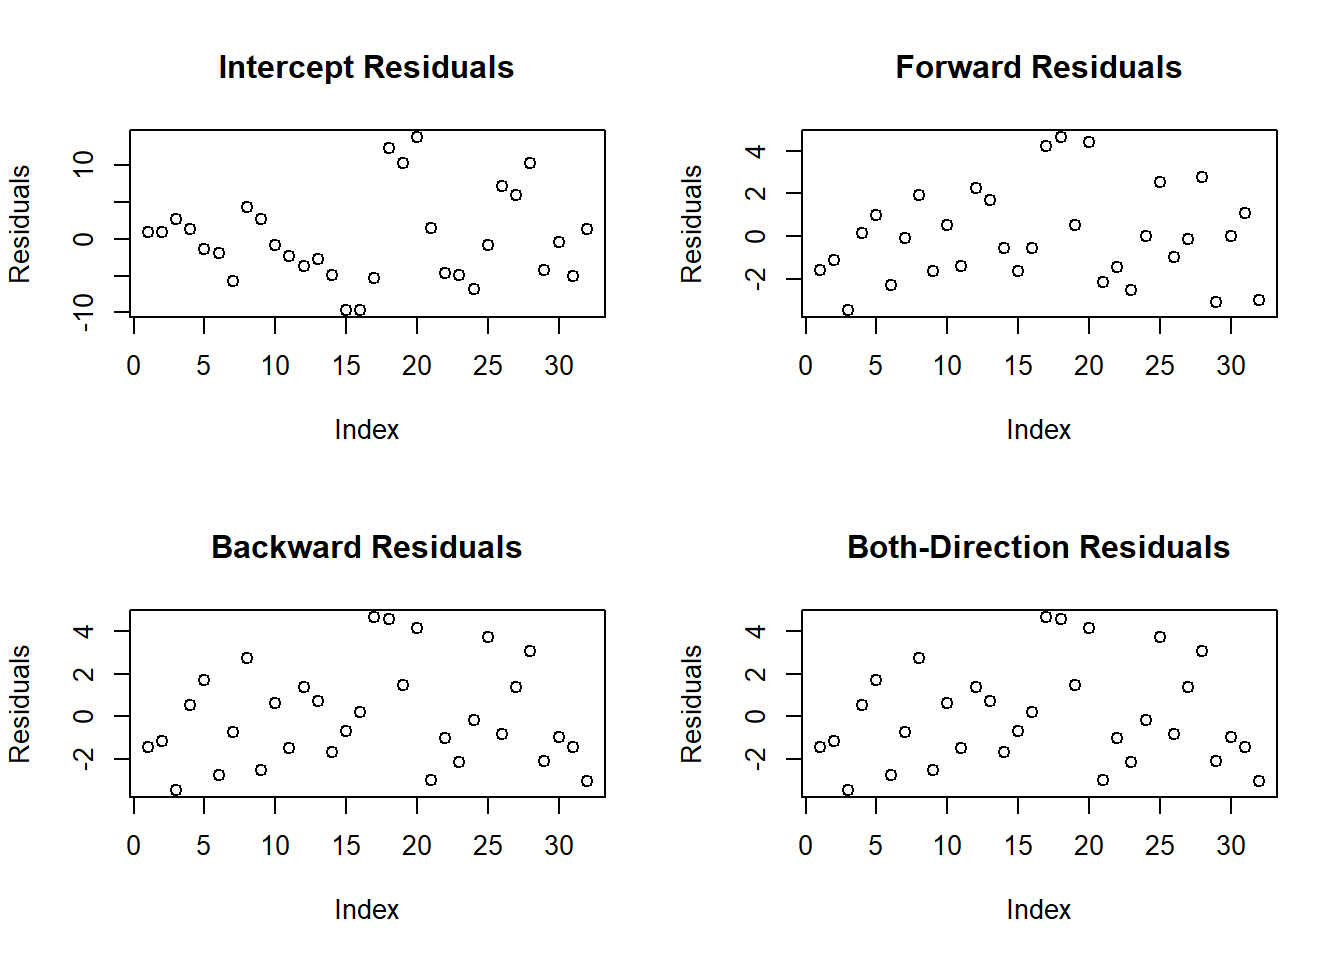 Intercept Residuals
Residuals
-10 0 10
0 5 10 15 20 25 30
Index
Forward Residuals
Residuals
-2 0 2 4
0 5 10 15 20 25 30
Index
Backward Residuals
Residuals
-2 0 2 4
0 5 10 15 20 25 30
Index
Both-Direction Residuals
Residuals
-2 0 2 4
0 5 10 15 20 25 30
Index